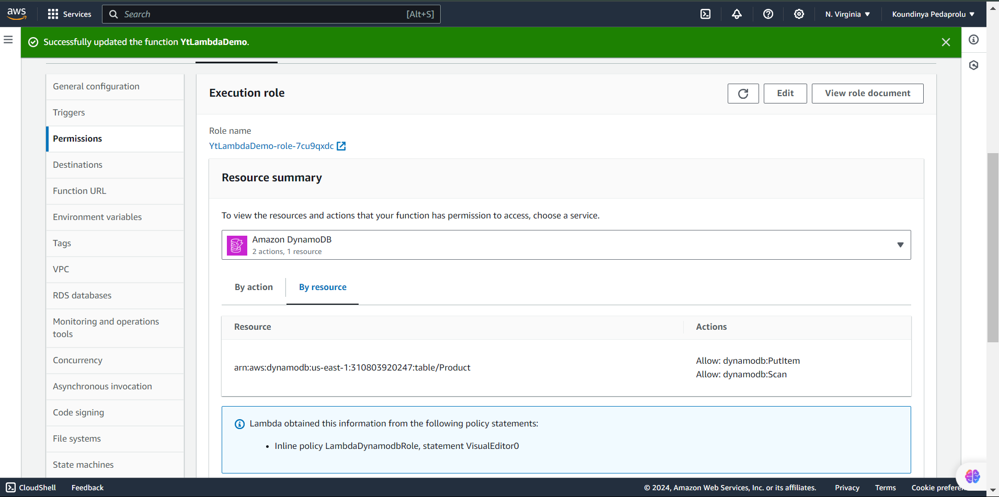 aws
Services
Search
[Alt+S]
N. Virginia
Koundinya Pedaprolu
Successfully updated the function YtLambdaDemo.
General configuration
Triggers
Permissions
Destinations
Function URL
Environment variables
Tags
VPC
RDS databases
Monitoring and operations
tools
Concurrency
Asynchronous invocation
Code signing
File systems
State machines
Execution role
Edit
View role document
Role name
YtLambdaDemo-role-7cu9qxdc
Resource summary
To view the resources and actions that your function has permission to access, choose a service.
Amazon DynamoDB
2 actions, 1 resource
By action
By resource
Resource
Actions
arn:aws:dynamodb:us-east-1:310803920247:table/Product
Allow: dynamodb:PutItem
Allow: dynamodb:Scan
Lambda obtained this information from the following policy statements:
• Inline policy LambdaDynamodbRole, statement VisualEditor0
CloudShell
Feedback
© 2024, Amazon Web Services, Inc. or its affiliates.
Privacy
Terms
Cookie prefere